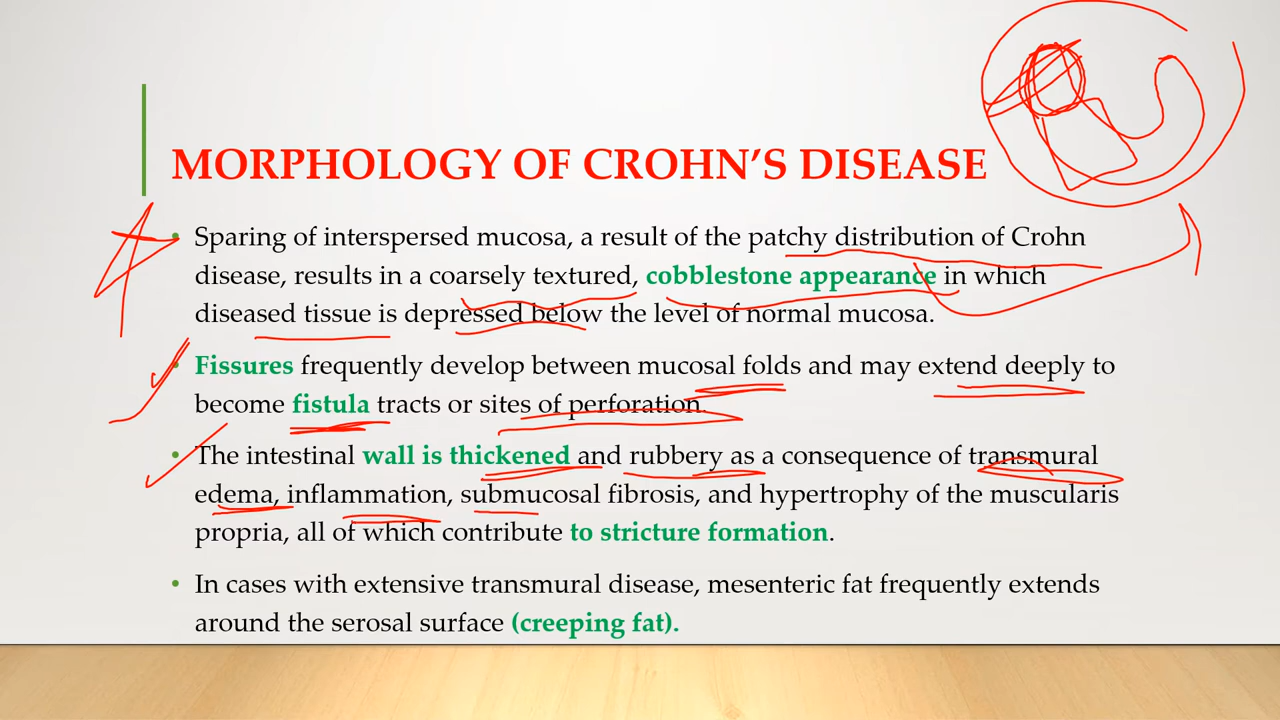 MORPHOLOGY OF CROHN’S DISEASE
• Sparing of interspersed mucosa, a result of the patchy distribution of Crohn
disease, results in a coarsely textured, cobblestone appearance in which
diseased tissue is depressed below the level of normal mucosa.
• Fissures frequently develop between mucosal folds and may extend deeply to
become fistula tracts or sites of perforation.
• The intestinal wall is thickened and rubbery as a consequence of transmural
edema, inflammation, submucosal fibrosis, and hypertrophy of the muscularis
propria, all of which contribute to stricture formation.
• In cases with extensive transmural disease, mesenteric fat frequently extends
around the serosal surface (creeping fat).